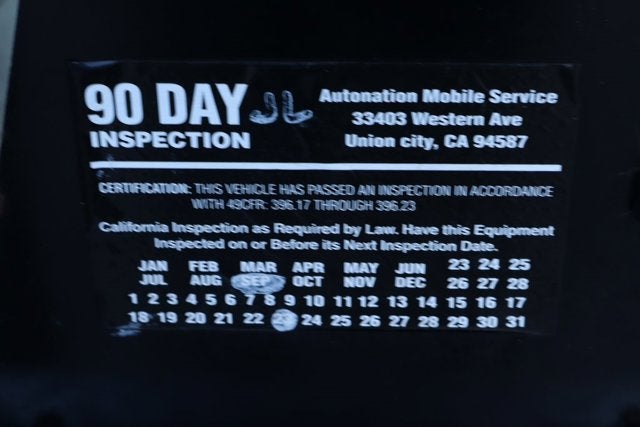 90 DAY JL
INSPECTION
Autonation Mobile Service
33403 Western Ave
Union city, CA 94587
CERTIFICATION: THIS VEHICLE HAS PASSED AN INSPECTION IN ACCORDANCE
WITH 49CFR: 396.17 THROUGH 396.23
California Inspection as Required by Law. Have this Equipment
Inspected on or Before its Next Inspection Date.
JAN FEB MAR APR MAY JUN 23 24 25
JUL AUG SEP OCT NOV DEC 26 27 28
1 2 3 4 5 6 7 8 9 10 11 12 13 14 15 16 17
18 19 20 21 22 23 24 25 26 27 28 29 30 31